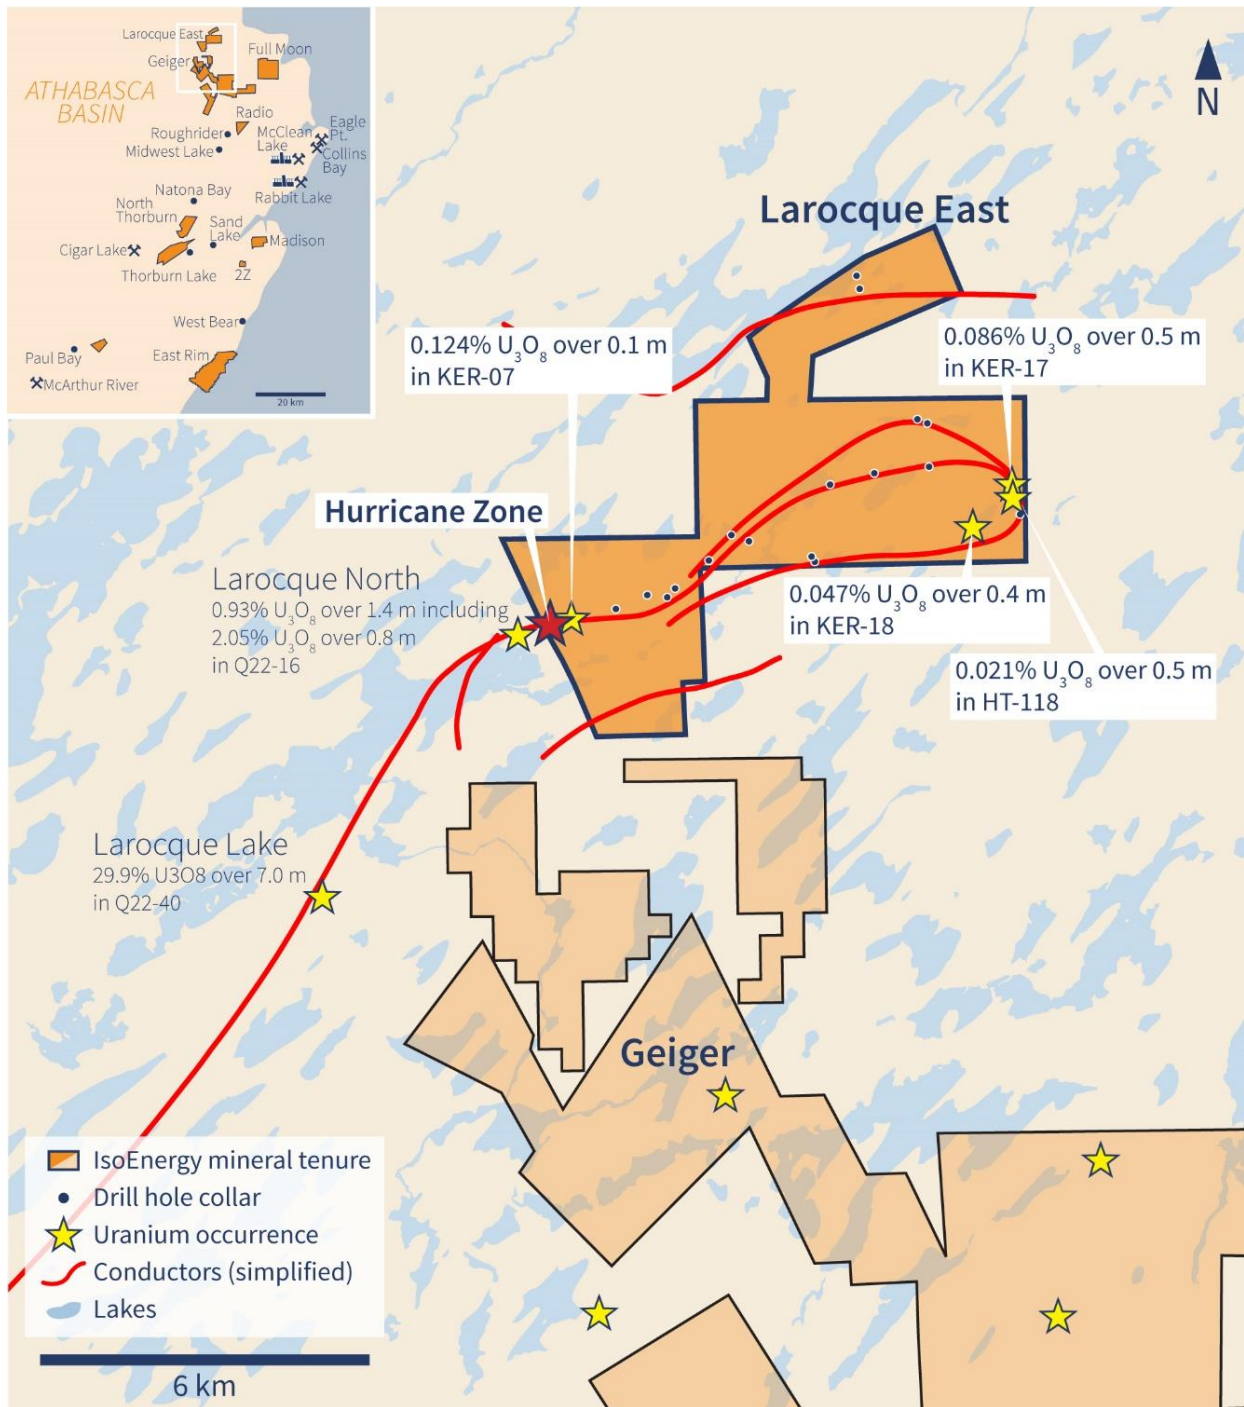 Larocque East
Geiger
Full Moon
ATHABASCA
BASIN
Radio
Roughrider
Midwest Lake
McClean
Lake
Eagle
Pt.
Collins
Bay
Rabbit Lake
Natona Bay
North
Thorburn
Sand
Lake
Cigar Lake
Madison
Thorburn Lake
2Z
West Bear
Paul Bay
East Rim
McArthur River
20 km
N
Larocque East
0.124% U3O8 over 0.1 m
in KER-07
0.086% U3O8 over 0.5 m
in KER-17
Hurricane Zone
Larocque North
0.93% U3O8 over 1.4 m including
2.05% U3O8 over 0.8 m
in Q22-16
0.047% U3O8 over 0.4 m
in KER-18
0.021% U3O8 over 0.5 m
in HT-118
Larocque Lake
29.9% U3O8 over 7.0 m
in Q22-40
Geiger
IsoEnergy mineral tenure
Drill hole collar
Uranium occurrence
Conductors (simplified)
Lakes
6 km